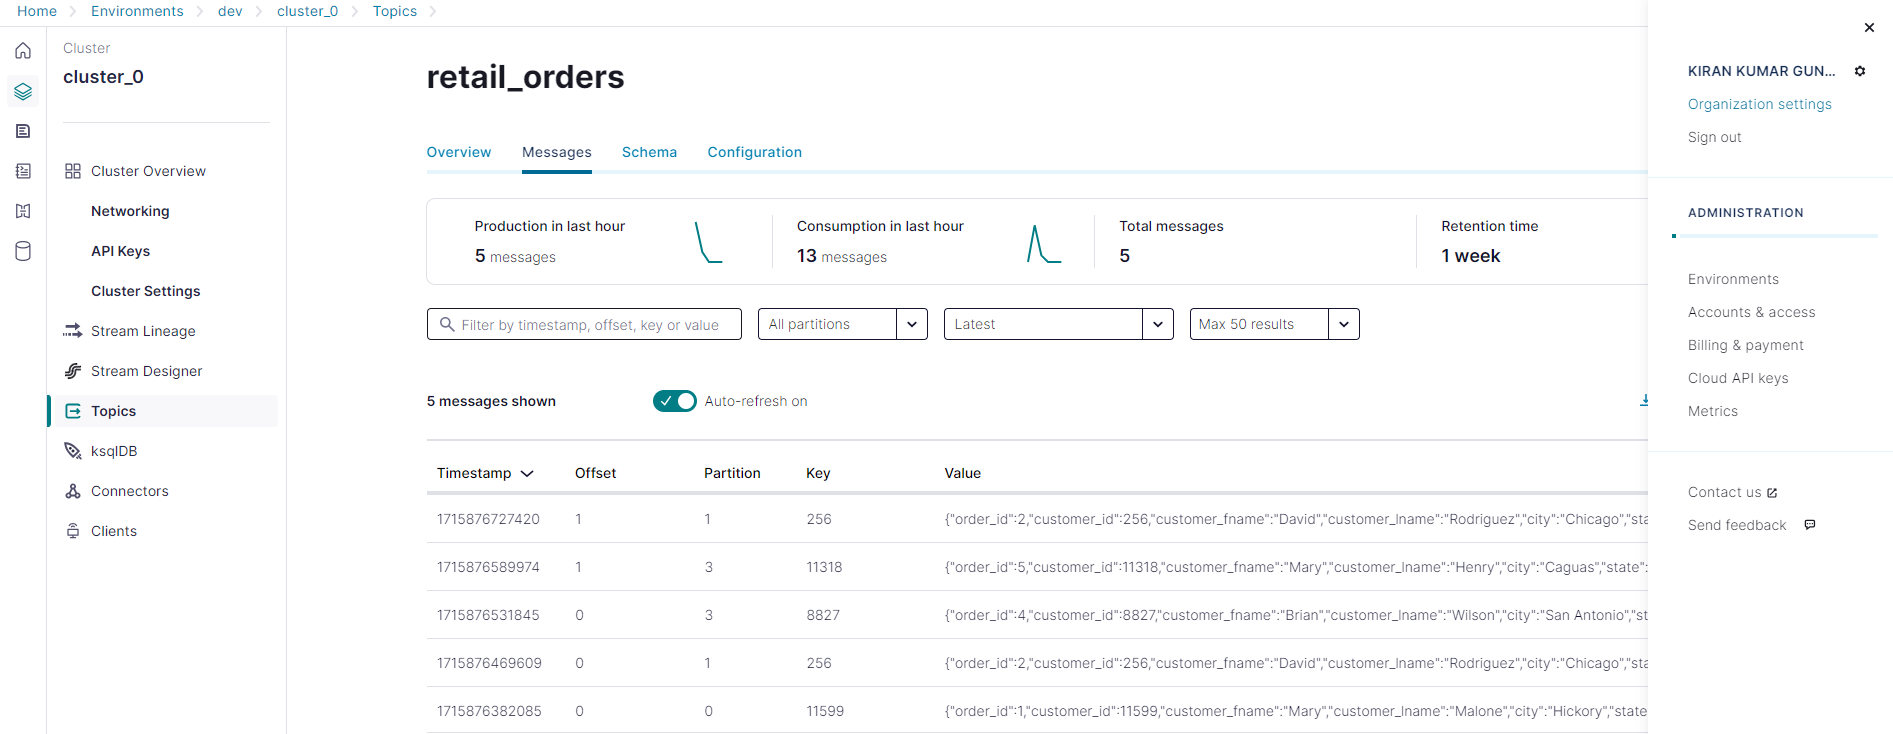 Home Environments dev cluster_0 Topics
Cluster
cluster_0
Cluster Overview
Networking
API Keys
Cluster Settings
Stream Lineage
Stream Designer
Topics
ksqlDB
Connectors
Clients
retail_orders
Overview Messages Schema Configuration
Production in last hour
5 messages
Consumption in last hour
13 messages
Total messages
5
Retention time
1 week
Filter by timestamp, offset, key or value
All partitions
Latest
Max 50 results
5 messages shown
Auto-refresh on
Timestamp Offset Partition Key Value
1715876727420 1 1 256 {"order_id":2,"customer_id":256,"customer_fname":"David","customer_lname":"Rodriguez","city":"Chicago","sta
1715876589974 1 3 11318 {"order_id":5,"customer_id":11318,"customer_fname":"Mary","customer_lname":"Henry","city":"Caguas","state":
1715876531845 0 3 8827 {"order_id":4,"customer_id":8827,"customer_fname":"Brian","customer_lname":"Wilson","city":"San Antonio","st
1715876469609 0 1 256 {"order_id":2,"customer_id":256,"customer_fname":"David","customer_lname":"Rodriguez","city":"Chicago","sta
1715876382085 0 0 11599 {"order_id":1,"customer_id":11599,"customer_fname":"Mary","customer_lname":"Malone","city":"Hickory","state
KIRAN KUMAR GUN...
Organization settings
Sign out
ADMINISTRATION
Environments
Accounts & access
Billing & payment
Cloud API keys
Metrics
Contact us
Send feedback